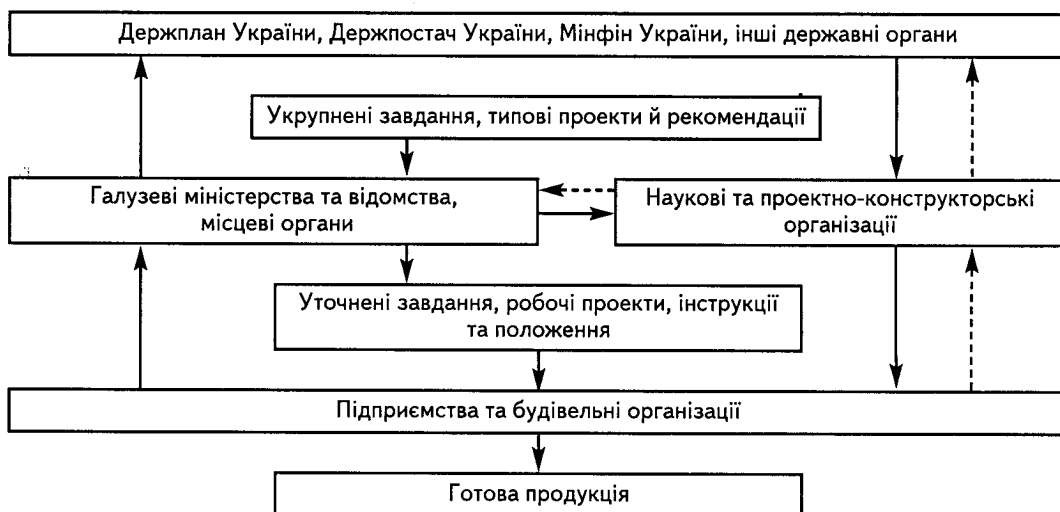 Держплан України, Держпостач України, Мінфін України, інші державні органи
Укрупнені завдання, типові проекти й рекомендації
Галузеві міністерства та відомства,
місцеві органи
Наукові та проектно-конструкторські
організації
Уточнені завдання, робочі проекти, інструкції
та положення
Підприємства та будівельні організації
Готова продукція